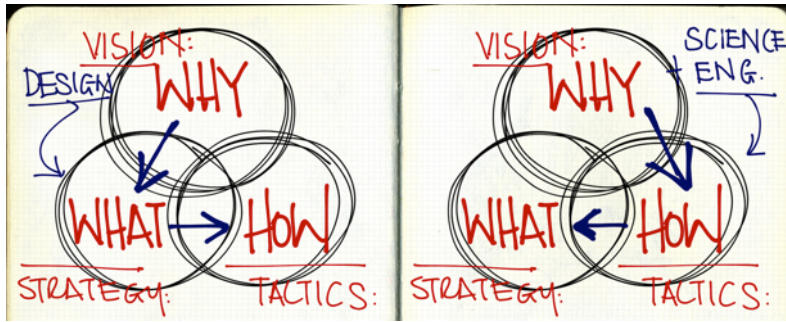 VISION:
DESIGN
WHY
WHAT
HOW
STRATEGY:
TACTICS:
VISION:
+ SCIENCE
ENG.
WHY
WHAT
HOW
STRATEGY:
TACTICS: